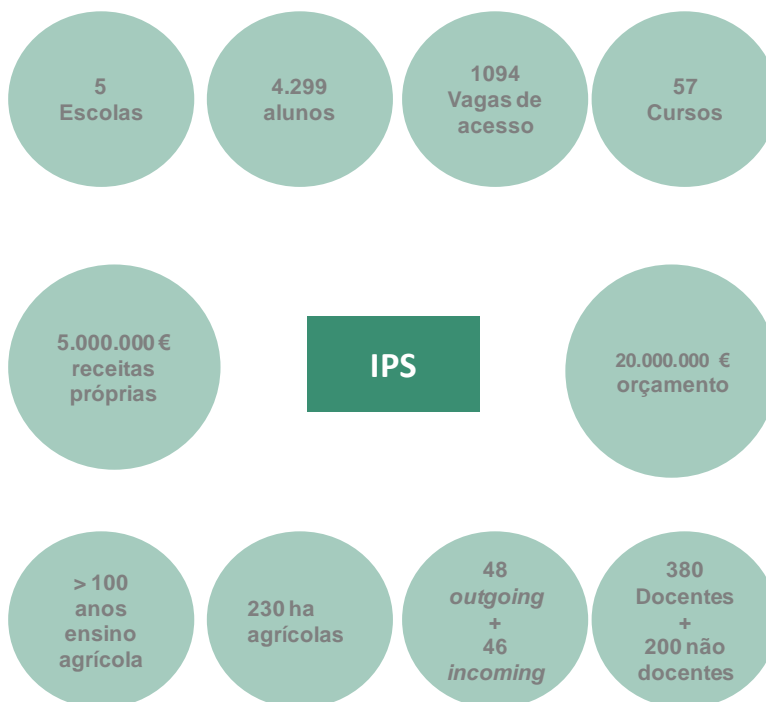 5
Escolas
4.299
alunos
1094
Vagas de
acesso
57
Cursos
5.000.000 €
receitas
próprias
IPS
20.000.000 €
orçamento
> 100
anos
ensino
agrícola
230 ha
agrícolas
48
outgoing
+
46
incoming
380
Docentes
+
200 não
docentes